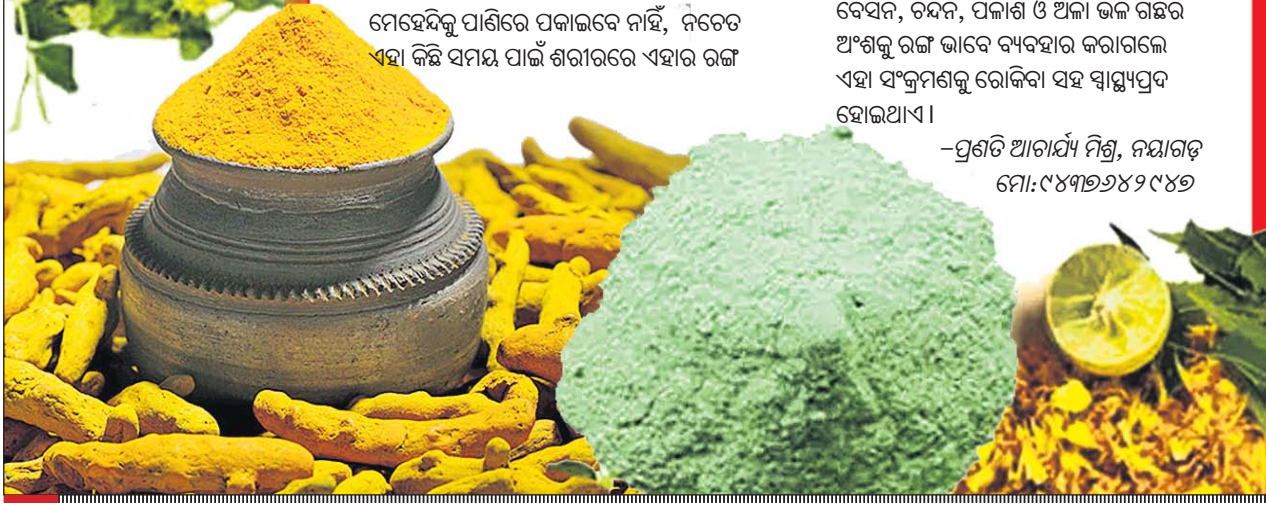 ମେହେନ୍ଦିକୁ ପାଣିରେ ପକାଇବେ ନାହିଁ, ନଚେତ
ଏହା କିଛି ସମୟ ପାଇଁ ଶରୀରରେ ଏହାର ରଙ୍ଗ
ବେସନ, ଚନ୍ଦନ, ପଳାଶ ଓ ଅଁଳା ଭଳି ଗଛର
ଅଂଶକୁ ରଙ୍ଗ ଭାବେ ବ୍ୟବହାର କରାଗଲେ
ଏହା ସଂକ୍ରମଣକୁ ରୋକିବା ସହ ସ୍ୱାସ୍ଥ୍ୟପ୍ରଦ
ହୋଇଥାଏ ।
–ପ୍ରଣତି ଆଚାର୍ଯ୍ୟ ମିଶ୍ର, ନୟାଗଡ଼
ମୋ:୯୪୩୭୬୪୨୯୪୭